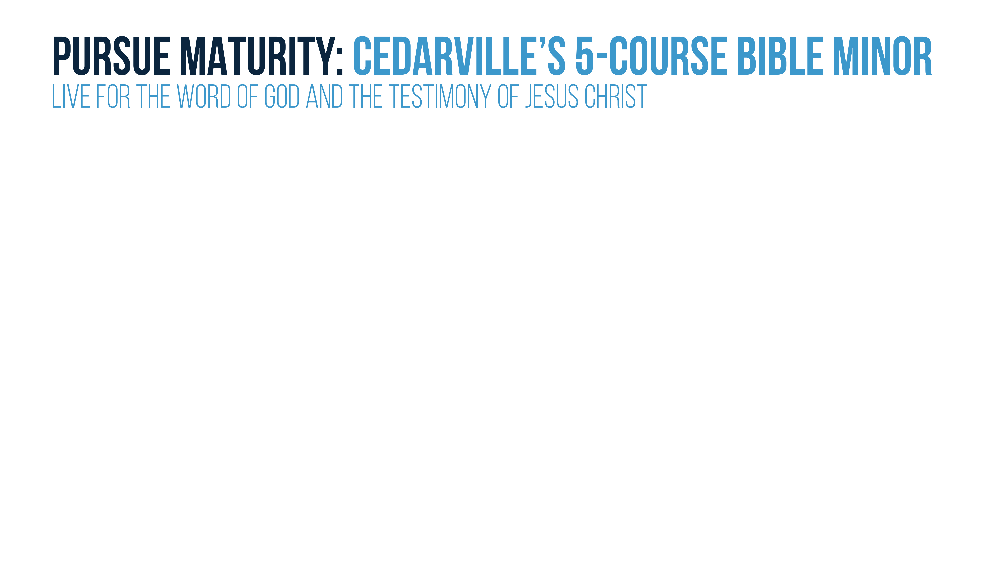 PURSUE MATURITY: CEDARVILLE’S 5-COURSE BIBLE MINOR
LIVE FOR THE WORD OF GOD AND THE TESTIMONY OF JESUS CHRIST